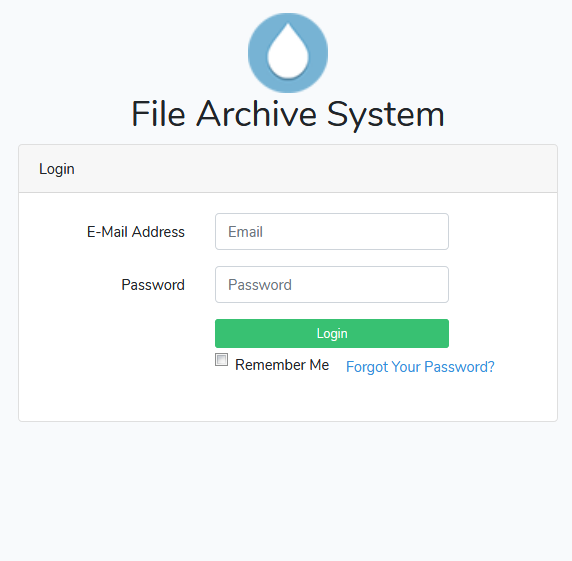 File Archive System
Login
E-Mail Address Email
Password Password
Login
Remember Me Forgot Your Password?